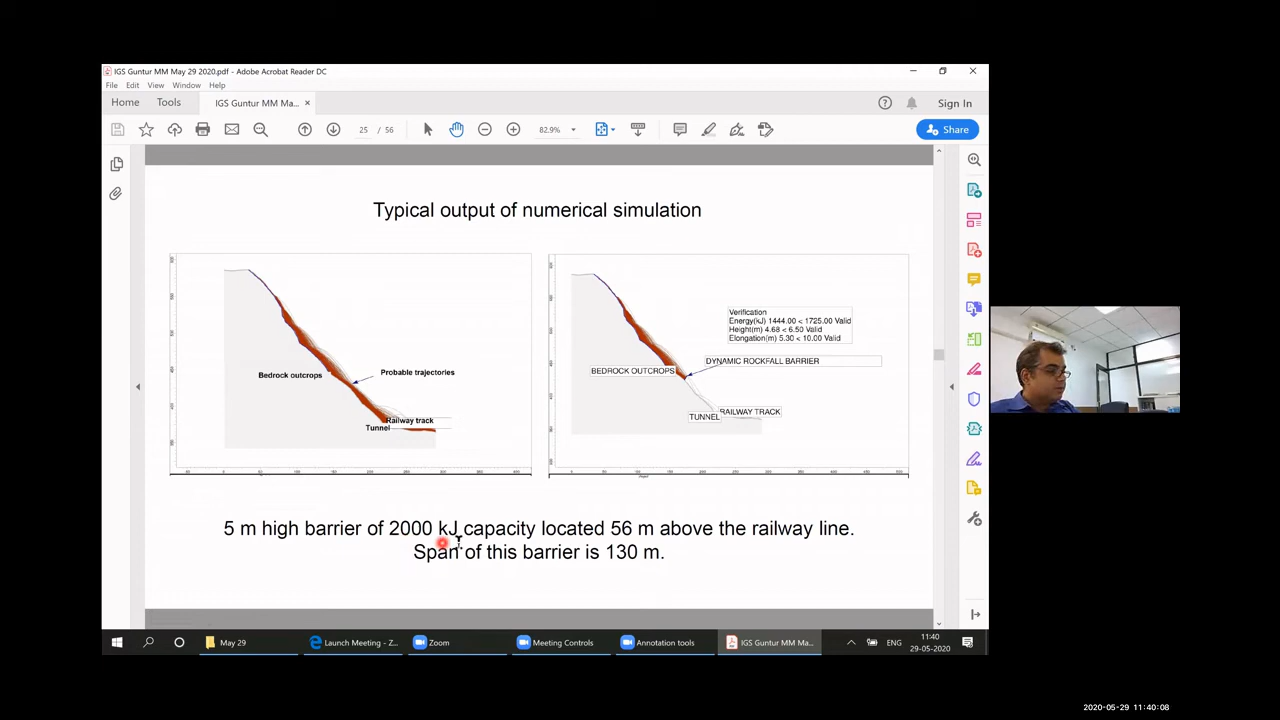 IGS Guntur MM May 29 2020.pdf - Adobe Acrobat Reader DC
File Edit View Window Help
Home Tools IGS Guntur MM Ma... × Sign In
25 / 56 82.9% Share
Typical output of numerical simulation
Bedrock outcrops
Probable trajectories
Railway track
Tunnel
Verification
Energy(kJ) 1444.00 < 1725.00 Valid
Height(m) 4.68 < 6.50 Valid
Elongation(m) 5.30 < 10.00 Valid
DYNAMIC ROCKFALL BARRIER
BEDROCK OUTCROPS
RAILWAY TRACK
TUNNEL
5 m high barrier of 2000 kJ capacity located 56 m above the railway line.
Span of this barrier is 130 m.
May 29 Launch Meeting - Z... Zoom Meeting Controls Annotation tools IGS Guntur MM Ma... ENG 11:40
29-05-2020
2020-05-29 11:40:08